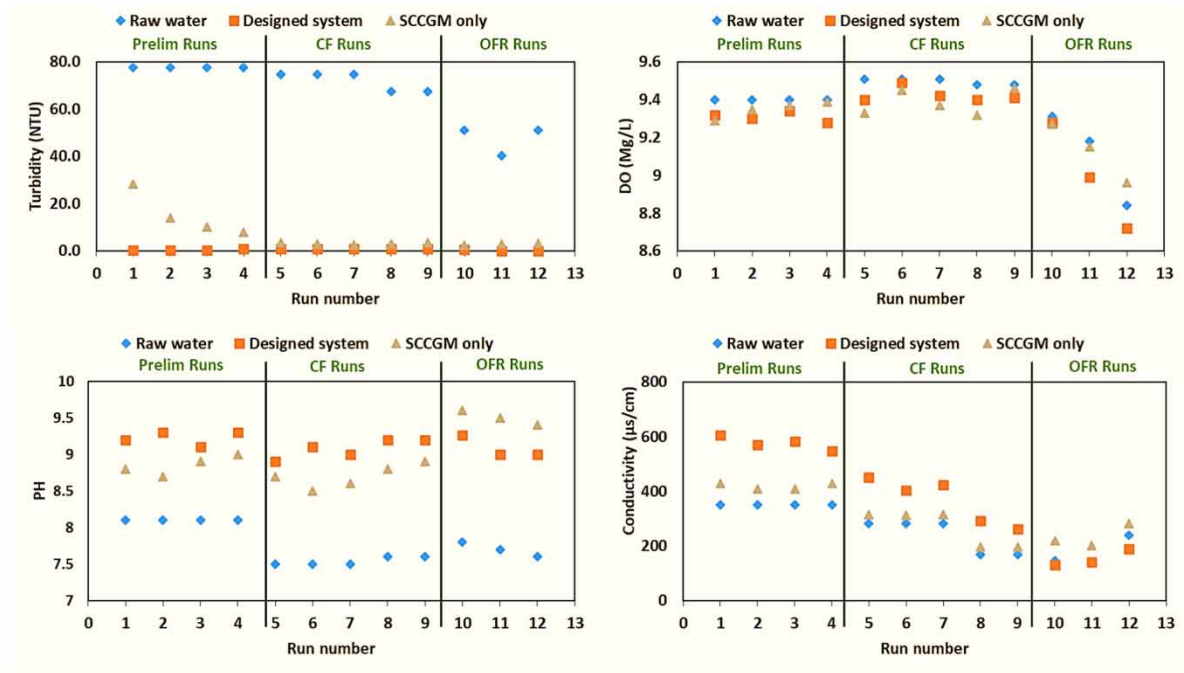 Raw water Designed system SCCGM only
Prelim Runs CF Runs OFR Runs
80.0
60.0
40.0
20.0
0.0
Turbidity (NTU)
0 1 2 3 4 5 6 7 8 9 10 11 12 13
Run number
Raw water Designed system SCCGM only
Prelim Runs CF Runs OFR Runs
9.6
9.4
9.2
9
8.8
8.6
DO (Mg/L)
0 1 2 3 4 5 6 7 8 9 10 11 12 13
Run number
Raw water Designed system SCCGM only
Prelim Runs CF Runs OFR Runs
10
9.5
9
8.5
8
7.5
7
PH
0 1 2 3 4 5 6 7 8 9 10 11 12 13
Run number
Raw water Designed system SCCGM only
Prelim Runs CF Runs OFR Runs
800
600
400
200
0
Conductivity (µs/cm)
0 1 2 3 4 5 6 7 8 9 10 11 12 13
Run number